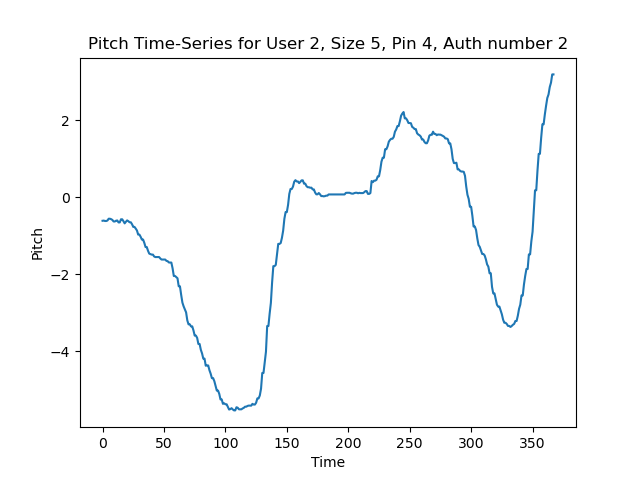 Pitch Time-Series for User 2, Size 5, Pin 4, Auth number 2
2
0
−2
−4
Pitch
0 50 100 150 200 250 300 350
Time